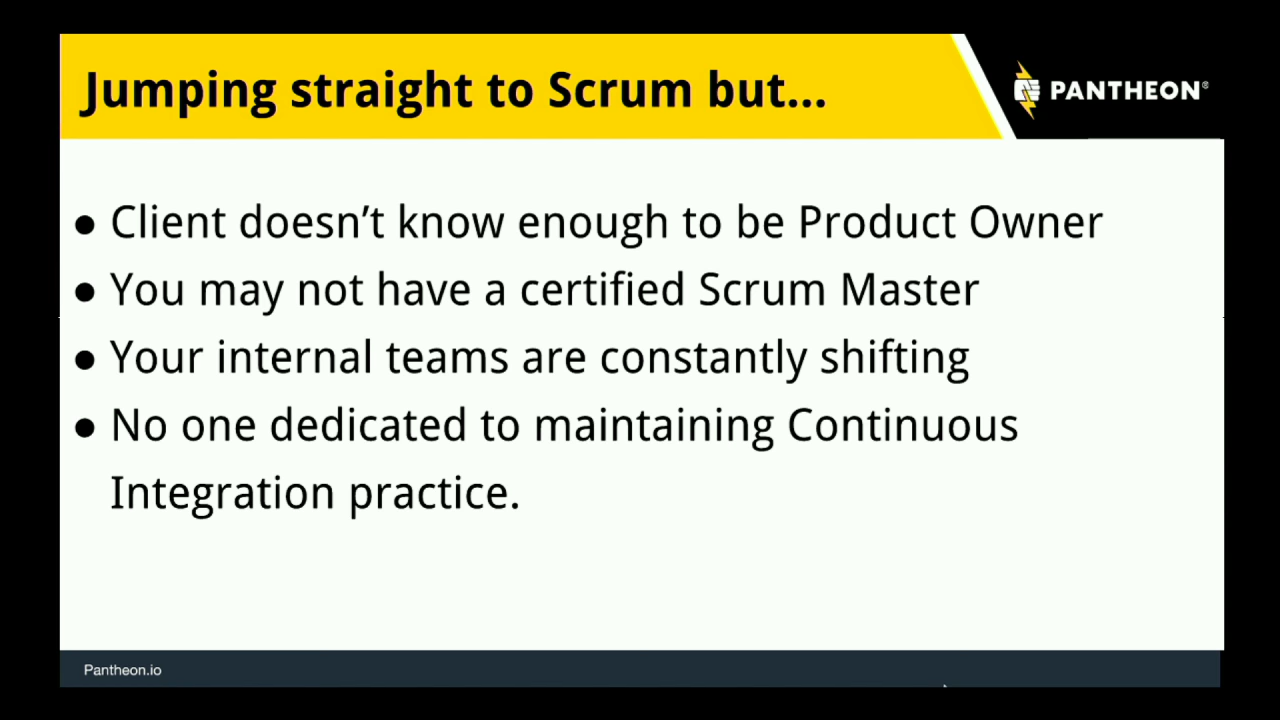 Jumping straight to Scrum but...
PANTHEON®
● Client doesn’t know enough to be Product Owner
● You may not have a certified Scrum Master
● Your internal teams are constantly shifting
● No one dedicated to maintaining Continuous
Integration practice.
Pantheon.io